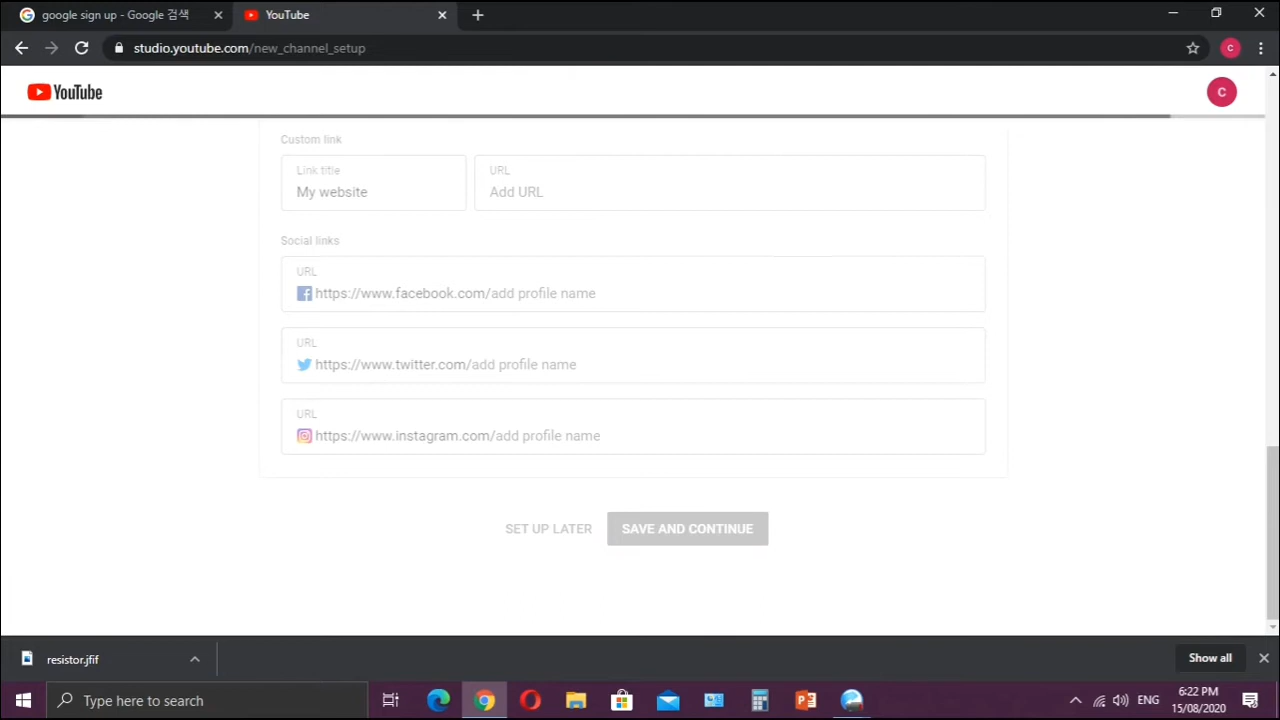 google sign up - Google 검색
YouTube
studio.youtube.com/new_channel_setup
C
YouTube
C
Custom link
Link title
My website
URL
Add URL
Social links
URL
https://www.facebook.com/add profile name
URL
https://www.twitter.com/add profile name
URL
https://www.instagram.com/add profile name
SET UP LATER
SAVE AND CONTINUE
resistor.jfif
Show all
Type here to search
ENG
6:22 PM
15/08/2020